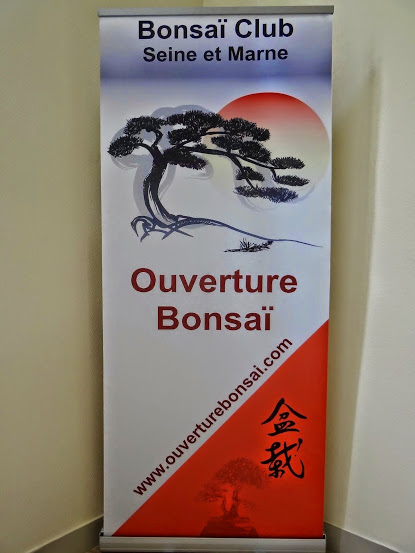 Bonsaï Club
Seine et Marne
Ouverture
Bonsaï
www.ouverturebonsai.com
盆栽